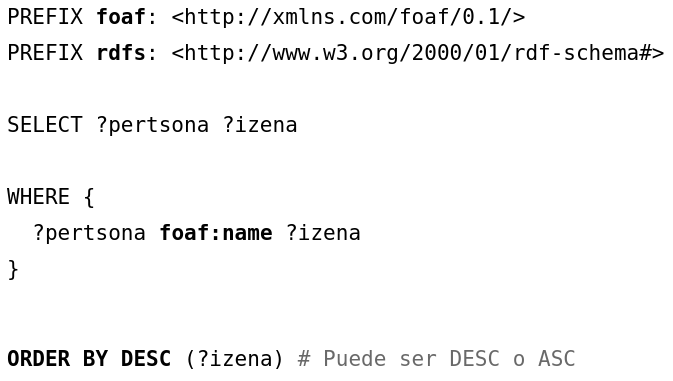 PREFIX foaf: <http://xmlns.com/foaf/0.1/>
PREFIX rdfs: <http://www.w3.org/2000/01/rdf-schema#>
SELECT ?pertsona ?izena
WHERE {
?pertsona foaf:name ?izena
}
ORDER BY DESC (?izena) # Puede ser DESC o ASC